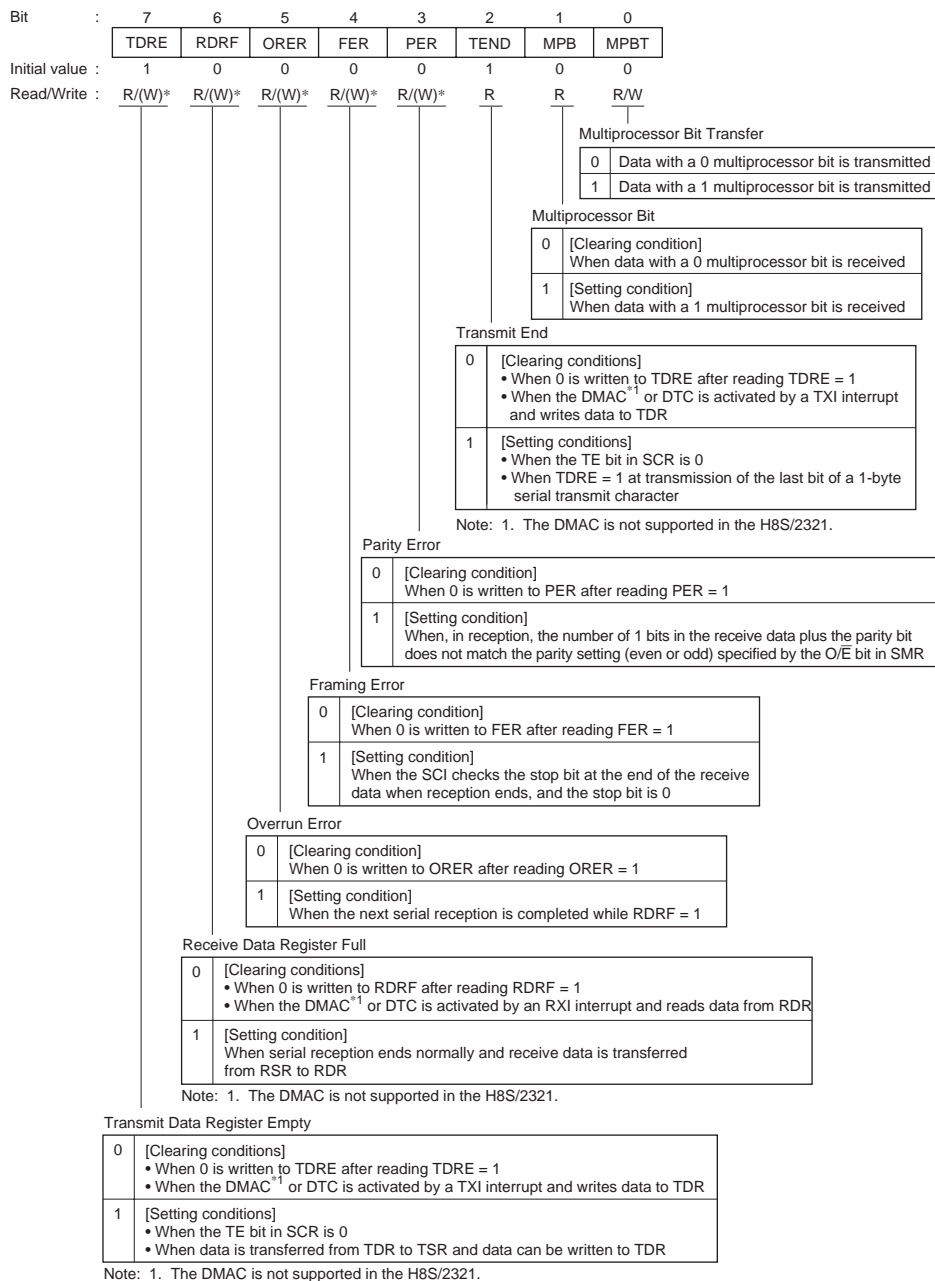 Bit : 7 6 5 4 3 2 1 0
TDRE RDRF ORER FER PER TEND MPB MPBT
Initial value : 1 0 0 0 0 1 0 0
Read/Write : R/(W)* R/(W)* R/(W)* R/(W)* R/(W)* R R R/W
Multiprocessor Bit Transfer
0 Data with a 0 multiprocessor bit is transmitted
1 Data with a 1 multiprocessor bit is transmitted
Multiprocessor Bit
0 [Clearing condition]
When data with a 0 multiprocessor bit is received
1 [Setting condition]
When data with a 1 multiprocessor bit is received
Transmit End
0 [Clearing conditions]
• When 0 is written to TDRE after reading TDRE = 1
• When the DMAC*1 or DTC is activated by a TXI interrupt
and writes data to TDR
1 [Setting conditions]
• When the TE bit in SCR is 0
• When TDRE = 1 at transmission of the last bit of a 1-byte
serial transmit character
Note: 1. The DMAC is not supported in the H8S/2321.
Parity Error
0 [Clearing condition]
When 0 is written to PER after reading PER = 1
1 [Setting condition]
When, in reception, the number of 1 bits in the receive data plus the parity bit
does not match the parity setting (even or odd) specified by the O/E̅ bit in SMR
Framing Error
0 [Clearing condition]
When 0 is written to FER after reading FER = 1
1 [Setting condition]
When the SCI checks the stop bit at the end of the receive
data when reception ends, and the stop bit is 0
Overrun Error
0 [Clearing condition]
When 0 is written to ORER after reading ORER = 1
1 [Setting condition]
When the next serial reception is completed while RDRF = 1
Receive Data Register Full
0 [Clearing conditions]
• When 0 is written to RDRF after reading RDRF = 1
• When the DMAC*1 or DTC is activated by an RXI interrupt and reads data from RDR
1 [Setting condition]
When serial reception ends normally and receive data is transferred
from RSR to RDR
Note: 1. The DMAC is not supported in the H8S/2321.
Transmit Data Register Empty
0 [Clearing conditions]
• When 0 is written to TDRE after reading TDRE = 1
• When the DMAC*1 or DTC is activated by a TXI interrupt and writes data to TDR
1 [Setting conditions]
• When the TE bit in SCR is 0
• When data is transferred from TDR to TSR and data can be written to TDR
Note: 1. The DMAC is not supported in the H8S/2321.